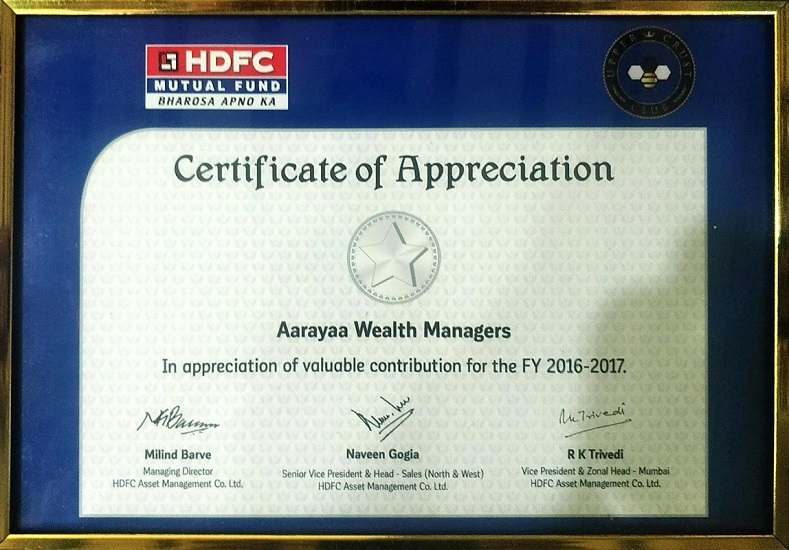 HDFC
MUTUAL FUND
BHAROSA APNO KA
UPPER CRUST
CLUB
Certificate of Appreciation
Aarayaa Wealth Managers
In appreciation of valuable contribution for the FY 2016-2017.
Milind Barve
Managing Director
HDFC Asset Management Co. Ltd.
Naveen Gogia
Senior Vice President & Head - Sales (North & West)
HDFC Asset Management Co. Ltd.
R K Trivedi
Vice President & Zonal Head - Mumbai
HDFC Asset Management Co. Ltd.